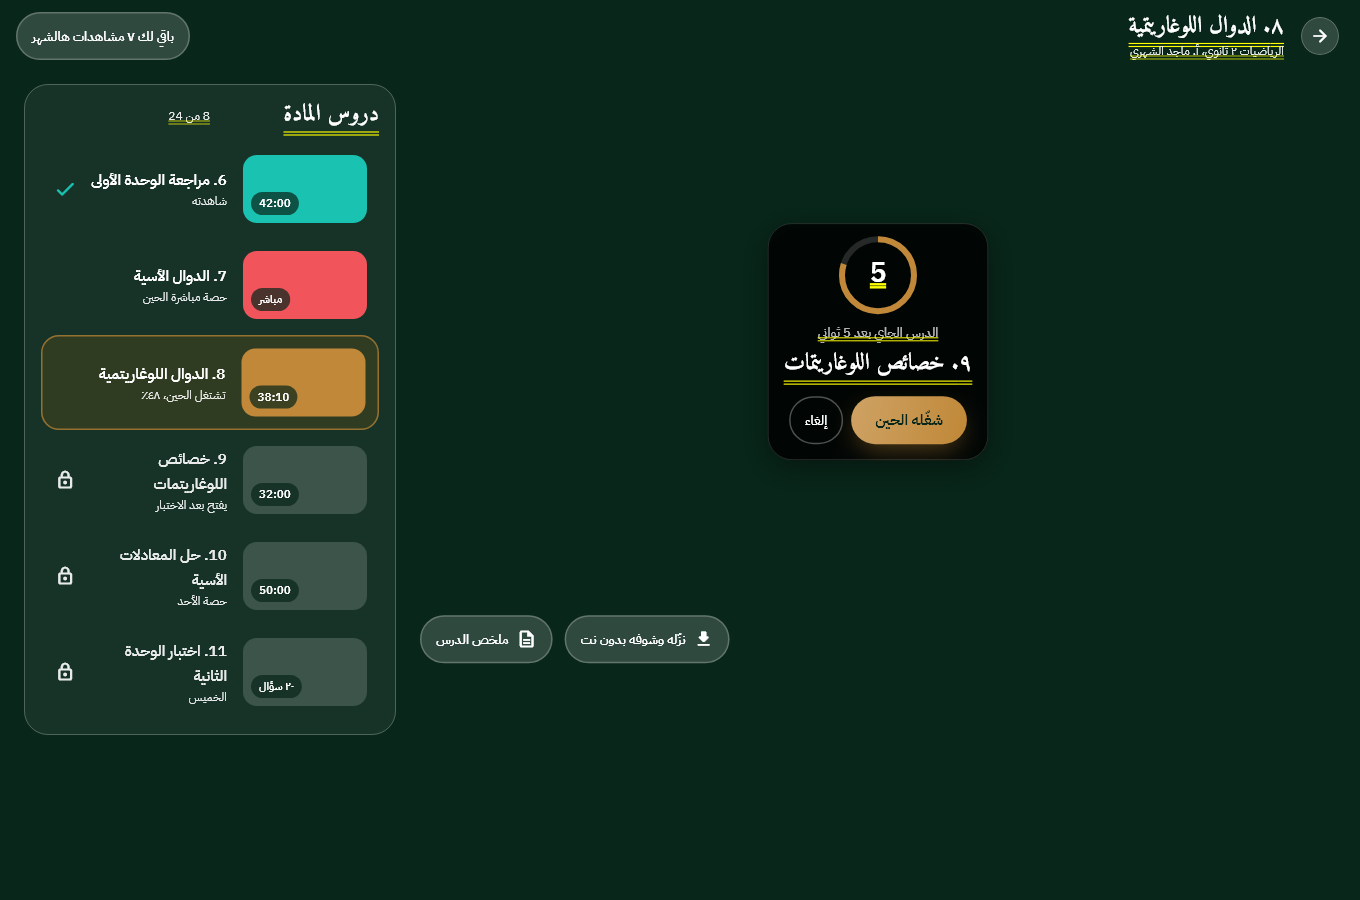 ٠٨ الدوال اللوغاريتمية
الرياضيات ٢ ثانوي، أ. ماجد الشهري
باقي لك ٧ مشاهدات هالشهر
5
الدرس الجاي بعد 5 ثواني
٠٩ خصائص اللوغاريتمات
شغّله الحين
إلغاء
نزّله وشوفه بدون نت
ملخص الدرس
دروس المادة
8 من 24
6. مراجعة الوحدة الأولى
شاهدته
42:00
7. الدوال الأسية
حصة مباشرة الحين
مباشر
8. الدوال اللوغاريتمية
تشتغل الحين، ٤٨٪
38:10
9. خصائص
اللوغاريتمات
يفتح بعد الاختبار
32:00
10. حل المعادلات
الأسية
حصة الأحد
50:00
11. اختبار الوحدة
الثانية
الخميس
٢٠ سؤال